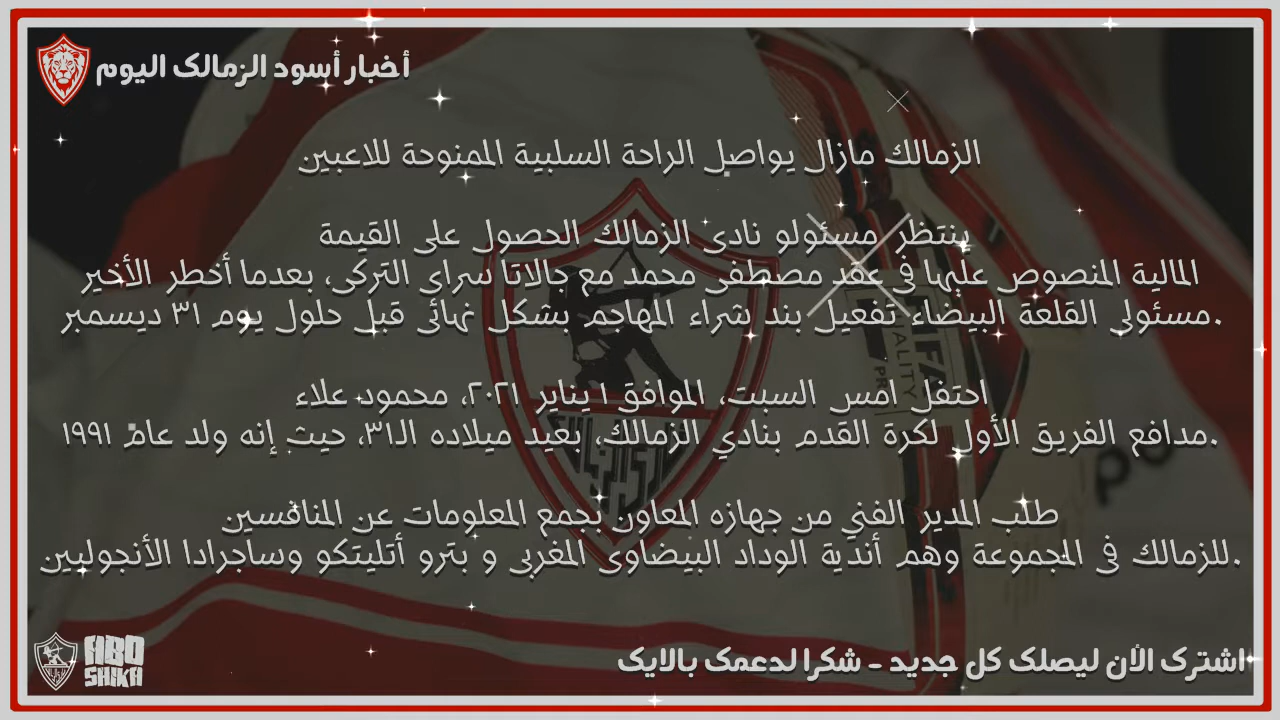 أخبار أسود الزمالك اليوم
الزمالك مازال يواصل الراحة السلبية الممنوحة للاعبين
ينتظر مسئولو نادى الزمالك الحصول على القيمة
المالية المنصوص عليها فى عقد مصطفى محمد مع جالاتا سراى التركى، بعدما أخطر الأخير
مسئولى القلعة البيضاء تفعيل بند شراء المهاجم بشكل نهائى قبل حلول يوم ٣١ ديسمبر.
احتفل امس السبت، الموافق ١ يناير ٢٠٢١، محمود علاء
مدافع الفريق الأول لكرة القدم بنادي الزمالك، بعيد ميلاده الـ٣١، حيث إنه ولد عام ١٩٩١.
طلب المدير الفني من جهازه المعاون بجمع المعلومات عن المنافسين
للزمالك فى المجموعة وهم أندية الوداد البيضاوى المغربى و بترو أتليتكو وساجرادا الأنجوليين.
اشترك الأن ليصلك كل جديد - شكرا لدعمك بالايك
ABO
SHIKA